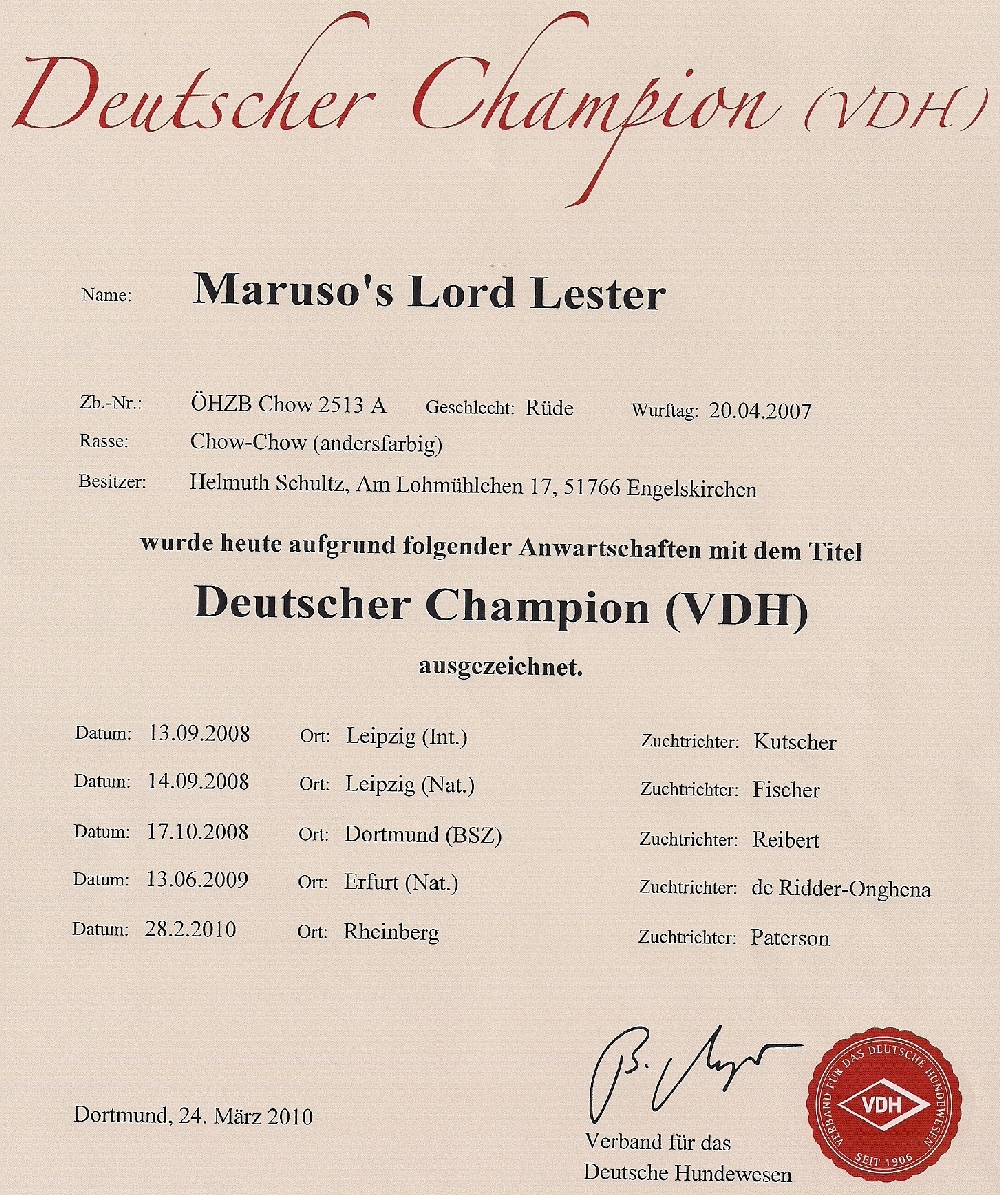 Deutscher Champion (VDH)
Name: Maruso's Lord Lester
Zb.-Nr.: ÖHZB Chow 2513 A Geschlecht: Rüde Wurftag: 20.04.2007
Rasse: Chow-Chow (andersfarbig)
Besitzer: Helmuth Schultz, Am Lohmühlchen 17, 51766 Engelskirchen
wurde heute aufgrund folgender Anwartschaften mit dem Titel
Deutscher Champion (VDH)
ausgezeichnet.
Datum: 13.09.2008 Ort: Leipzig (Int.) Zuchtrichter: Kutscher
Datum: 14.09.2008 Ort: Leipzig (Nat.) Zuchtrichter: Fischer
Datum: 17.10.2008 Ort: Dortmund (BSZ) Zuchtrichter: Reibert
Datum: 13.06.2009 Ort: Erfurt (Nat.) Zuchtrichter: de Ridder-Onghena
Datum: 28.2.2010 Ort: Rheinberg Zuchtrichter: Paterson
Dortmund, 24. März 2010
B.
Verband für das
Deutsche Hundewesen
VERBAND FÜR DAS DEUTSCHE HUNDEWESEN
VDH
SEIT 1906